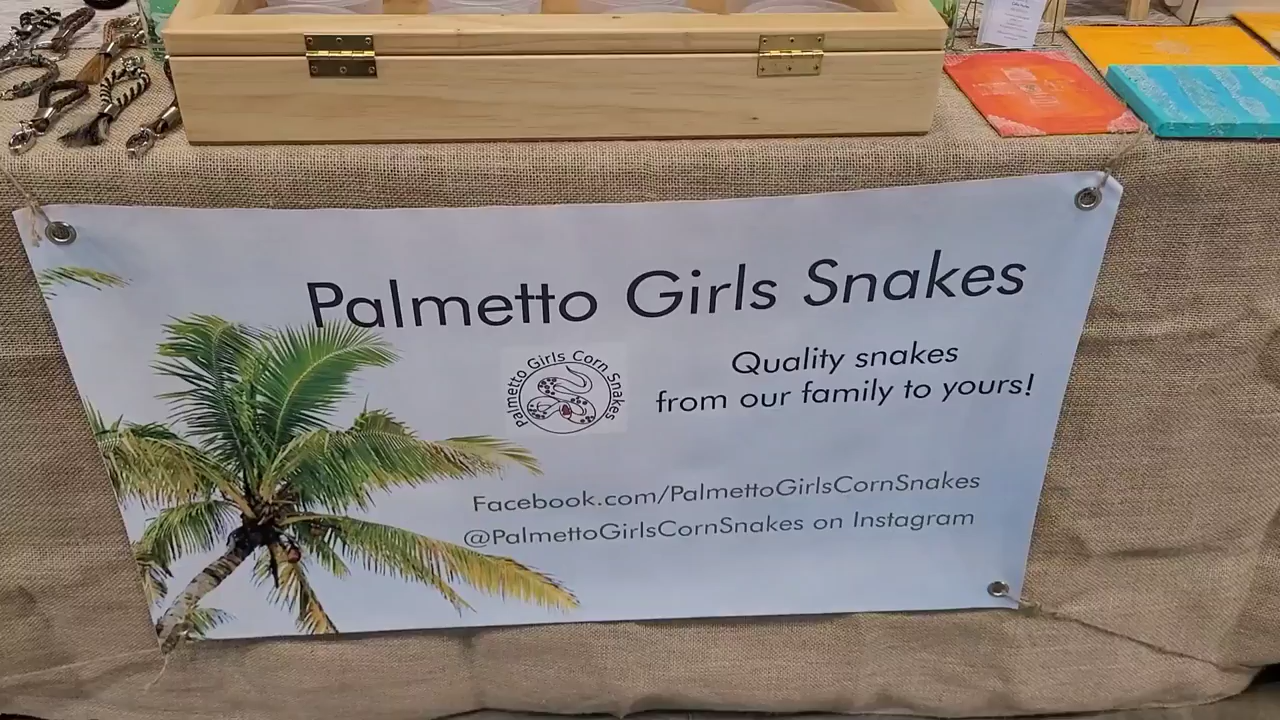 Palmetto Girls Snakes
Palmetto Girls Corn Snakes
Quality snakes
from our family to yours!
Facebook.com/PalmettoGirlsCornSnakes
@PalmettoGirlsCornSnakes on Instagram